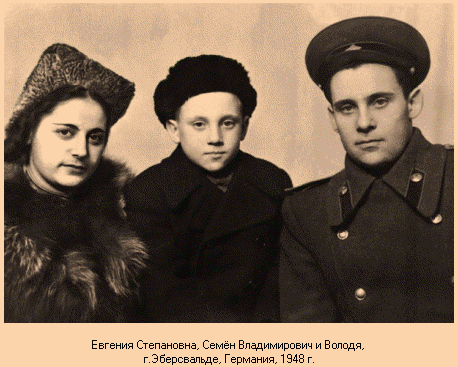 Евгения Степановна, Семён Владимирович и Володя,
г.Эберсвальде, Германия, 1948 г.